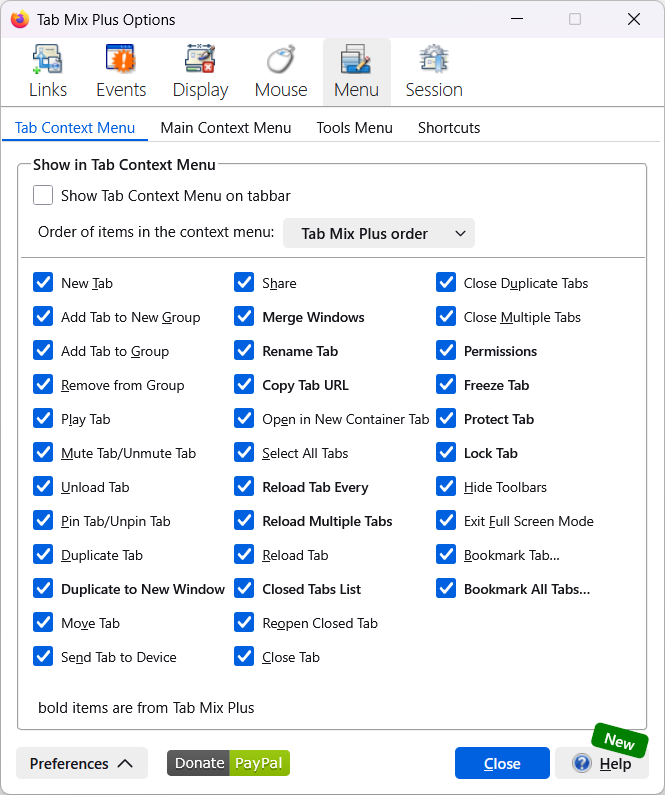 Tab Mix Plus Options
Links Events Display Mouse Menu Session
Tab Context Menu Main Context Menu Tools Menu Shortcuts
Show in Tab Context Menu
Show Tab Context Menu on tabbar
Order of items in the context menu: Tab Mix Plus order
New Tab Share Close Duplicate Tabs
Add Tab to New Group Merge Windows Close Multiple Tabs
Add Tab to Group Rename Tab Permissions
Remove from Group Copy Tab URL Freeze Tab
Play Tab Open in New Container Tab Protect Tab
Mute Tab/Unmute Tab Select All Tabs Lock Tab
Unload Tab Reload Tab Every Hide Toolbars
Pin Tab/Unpin Tab Reload Multiple Tabs Exit Full Screen Mode
Duplicate Tab Reload Tab Bookmark Tab...
Duplicate to New Window Closed Tabs List Bookmark All Tabs...
Move Tab Reopen Closed Tab
Send Tab to Device Close Tab
bold items are from Tab Mix Plus
New
Preferences Donate PayPal Close Help